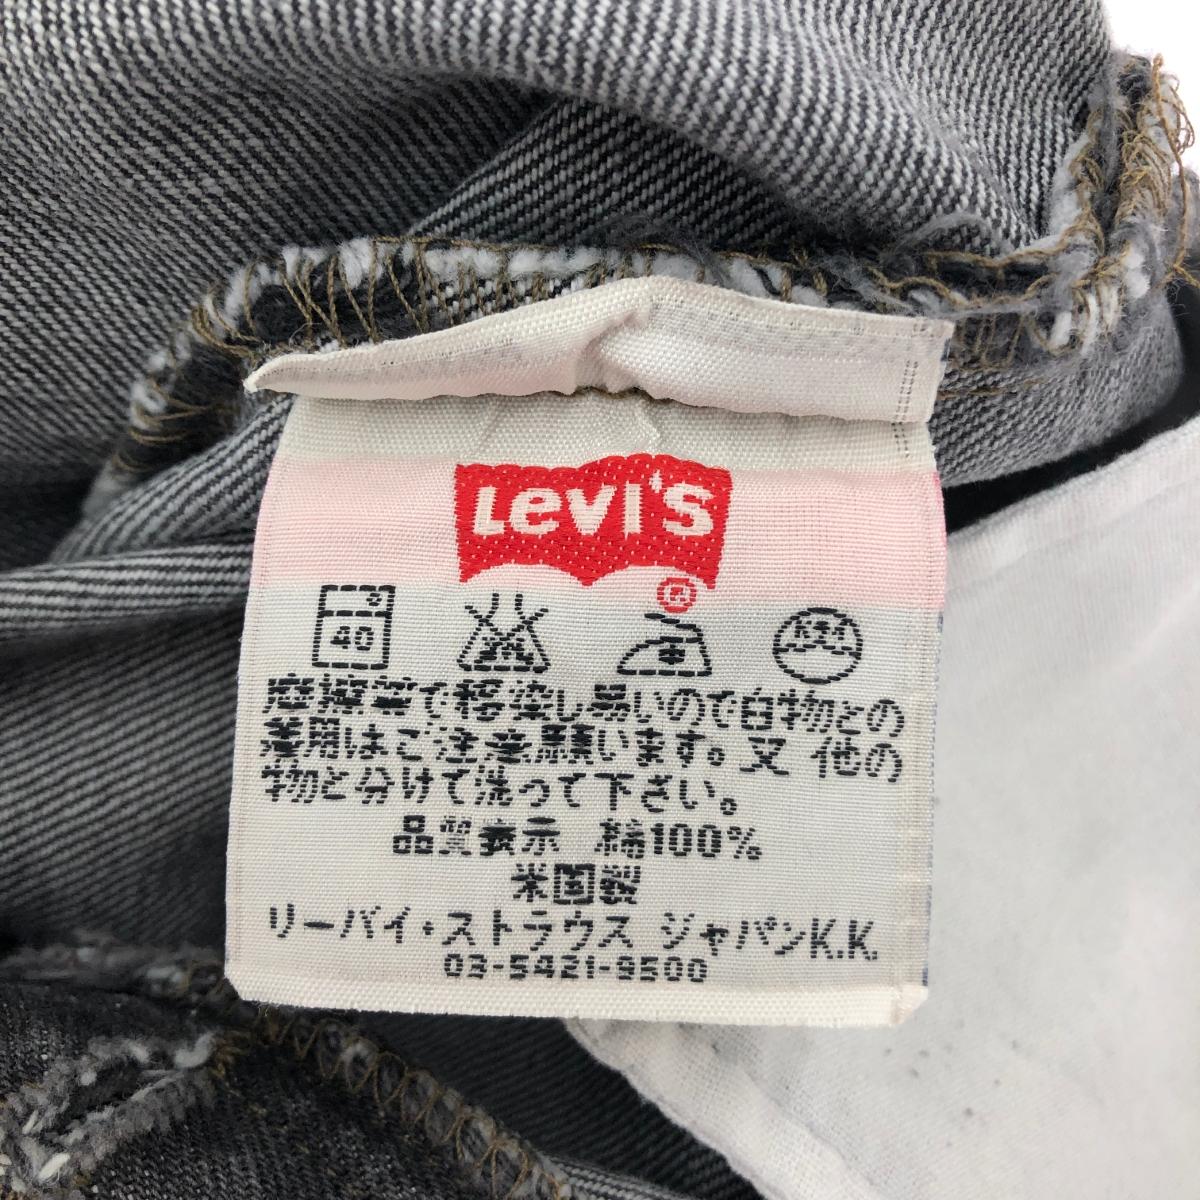 Levi's
®
40
摩擦等で移染し易いので白物との
着用はご注意願います。又 他の
物と分けて洗って下さい。
品質表示 綿100%
米国製
リーバイ・ストラウス ジャパンK.K.
03-5421-9500